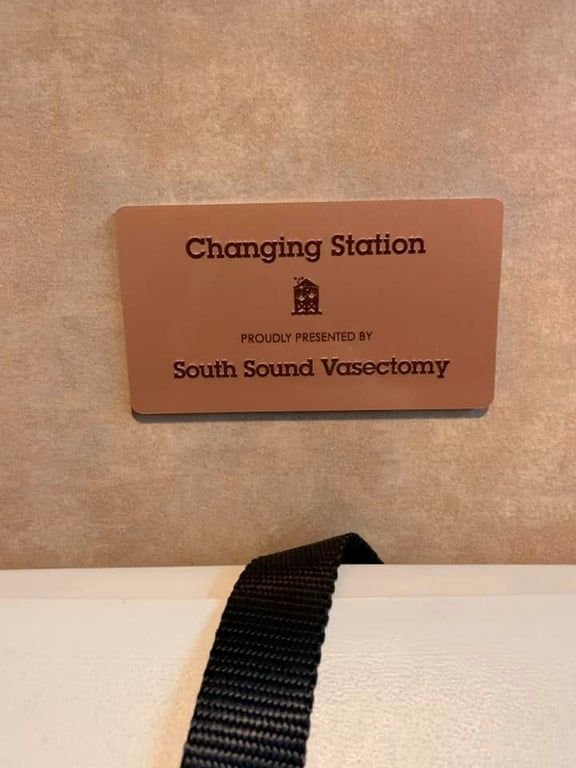 Changing Station
PROUDLY PRESENTED BY
South Sound Vasectomy